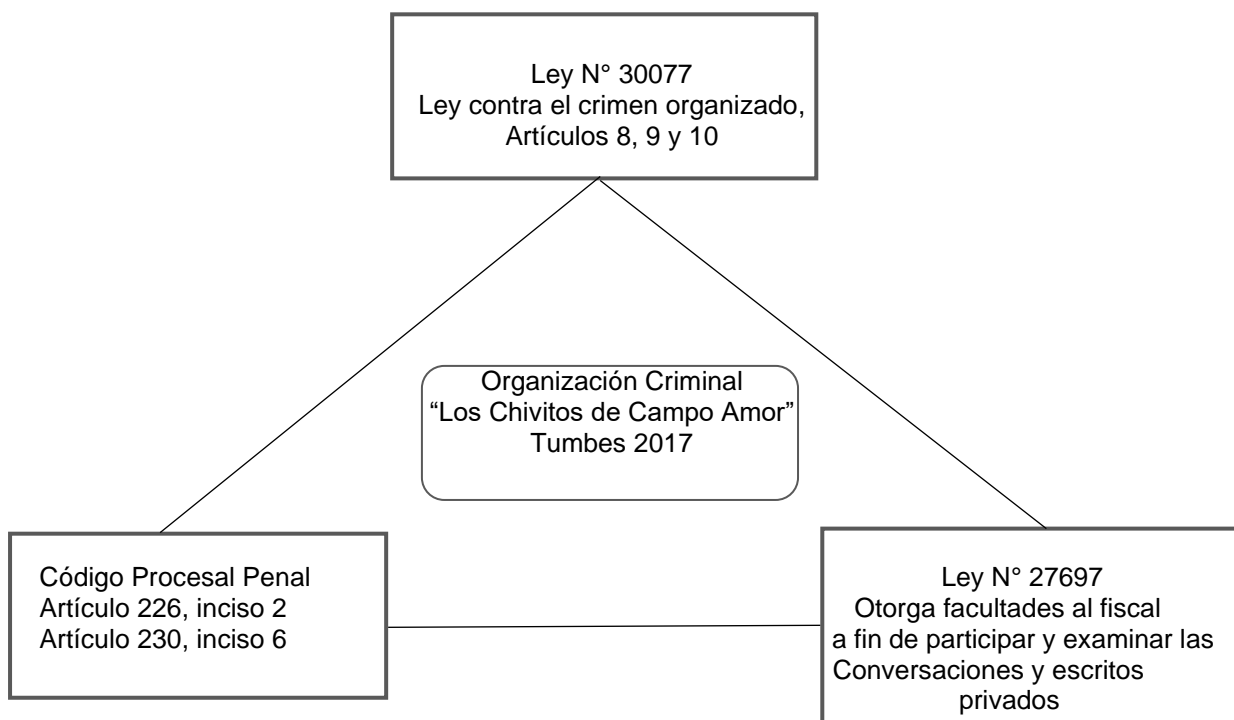 Ley N° 30077
Ley contra el crimen organizado,
Artículos 8, 9 y 10
Organización Criminal
“Los Chivitos de Campo Amor”
Tumbes 2017
Código Procesal Penal
Artículo 226, inciso 2
Artículo 230, inciso 6
Ley N° 27697
Otorga facultades al fiscal
a fin de participar y examinar las
Conversaciones y escritos
privados